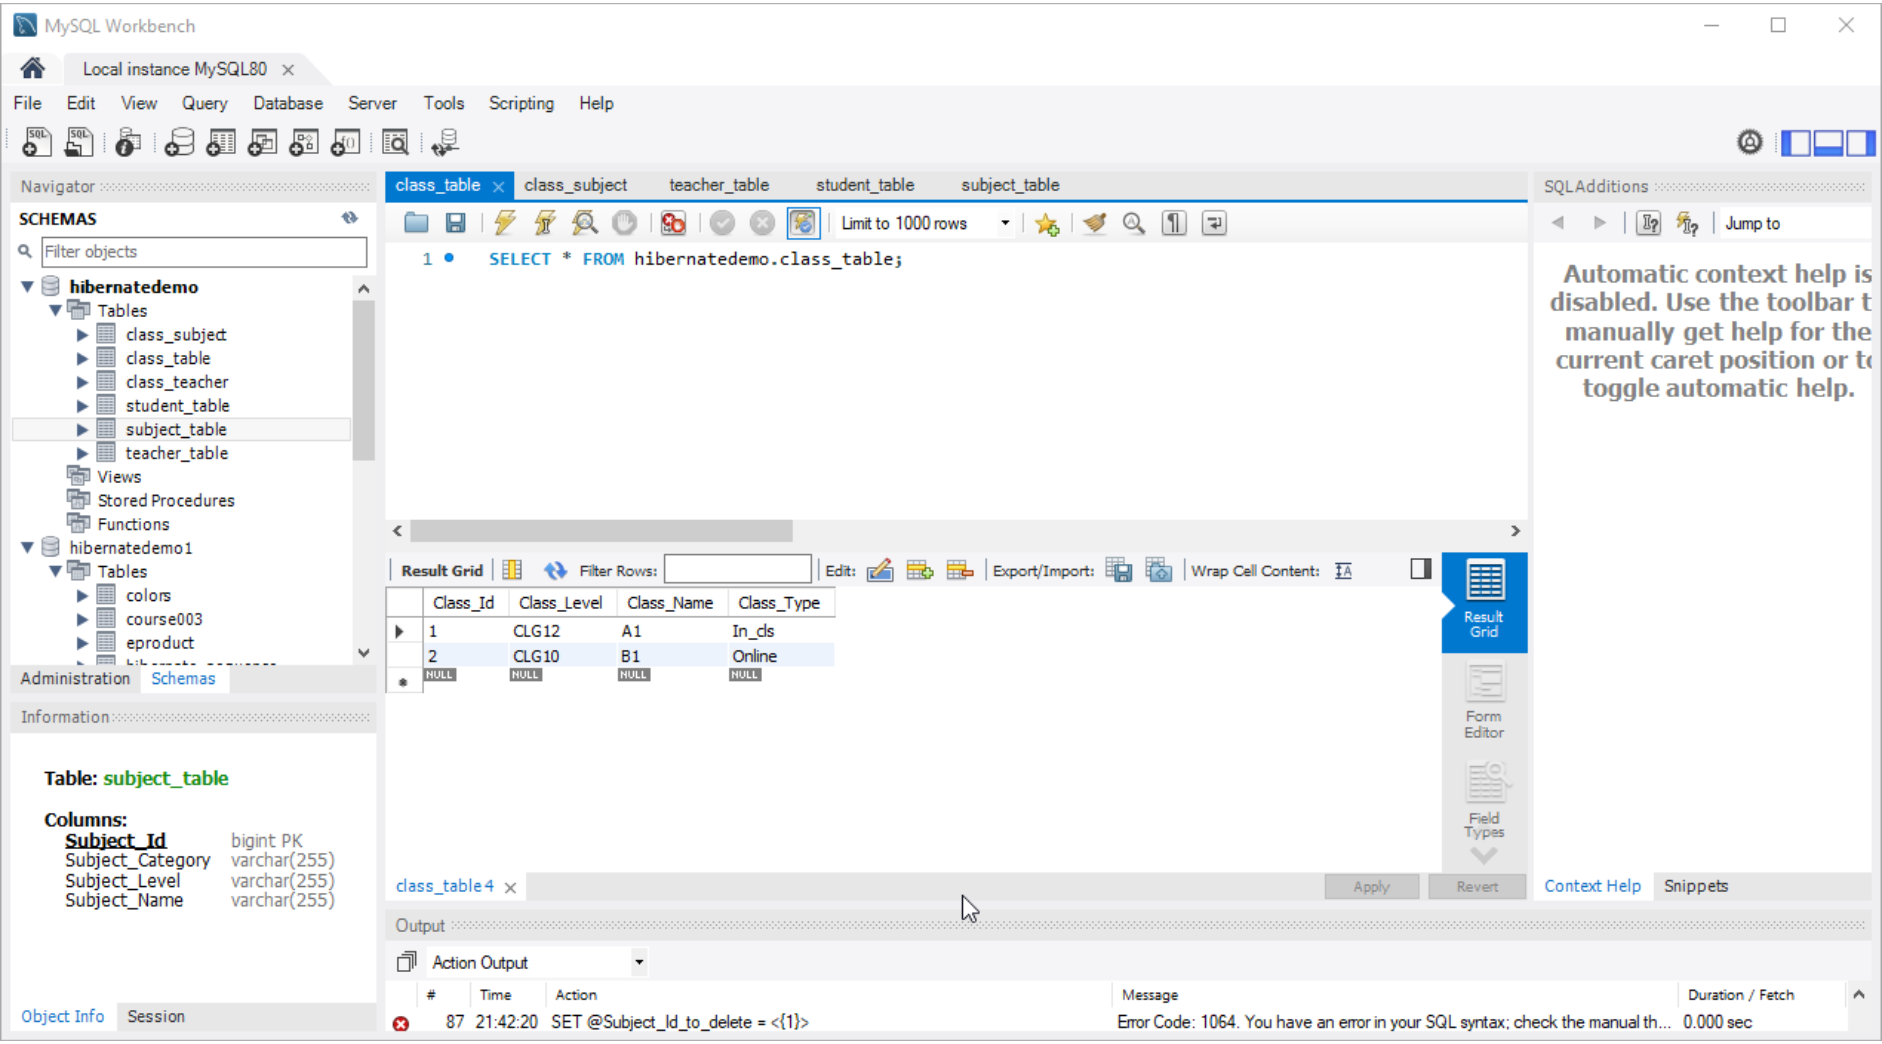 MySQL Workbench
Local instance MySQL80
File Edit View Query Database Server Tools Scripting Help
Navigator
SCHEMAS
Filter objects
hibernatedemo
Tables
class_subject
class_table
class_teacher
student_table
subject_table
teacher_table
Views
Stored Procedures
Functions
hibernatedemo1
Tables
colors
course003
eproduct
Administration Schemas
Information
Table: subject_table
Columns:
Subject_Id bigint PK
Subject_Category varchar(255)
Subject_Level varchar(255)
Subject_Name varchar(255)
Object Info Session
class_table class_subject teacher_table student_table subject_table
Limit to 1000 rows
1 SELECT * FROM hibernatedemo.class_table;
Result Grid Filter Rows: Edit: Export/Import: Wrap Cell Content:
Class_Id Class_Level Class_Name Class_Type
1 CLG12 A1 In_cls
2 CLG10 B1 Online
NULL NULL NULL NULL
Result
Grid
Form
Editor
Field
Types
class_table 4 Apply Revert
SQLAdditions
Jump to
Automatic context help is
disabled. Use the toolbar t
manually get help for the
current caret position or to
toggle automatic help.
Context Help Snippets
Output
Action Output
# Time Action Message Duration / Fetch
87 21:42:20 SET @Subject_Id_to_delete = <{1}> Error Code: 1064. You have an error in your SQL syntax; check the manual th... 0.000 sec